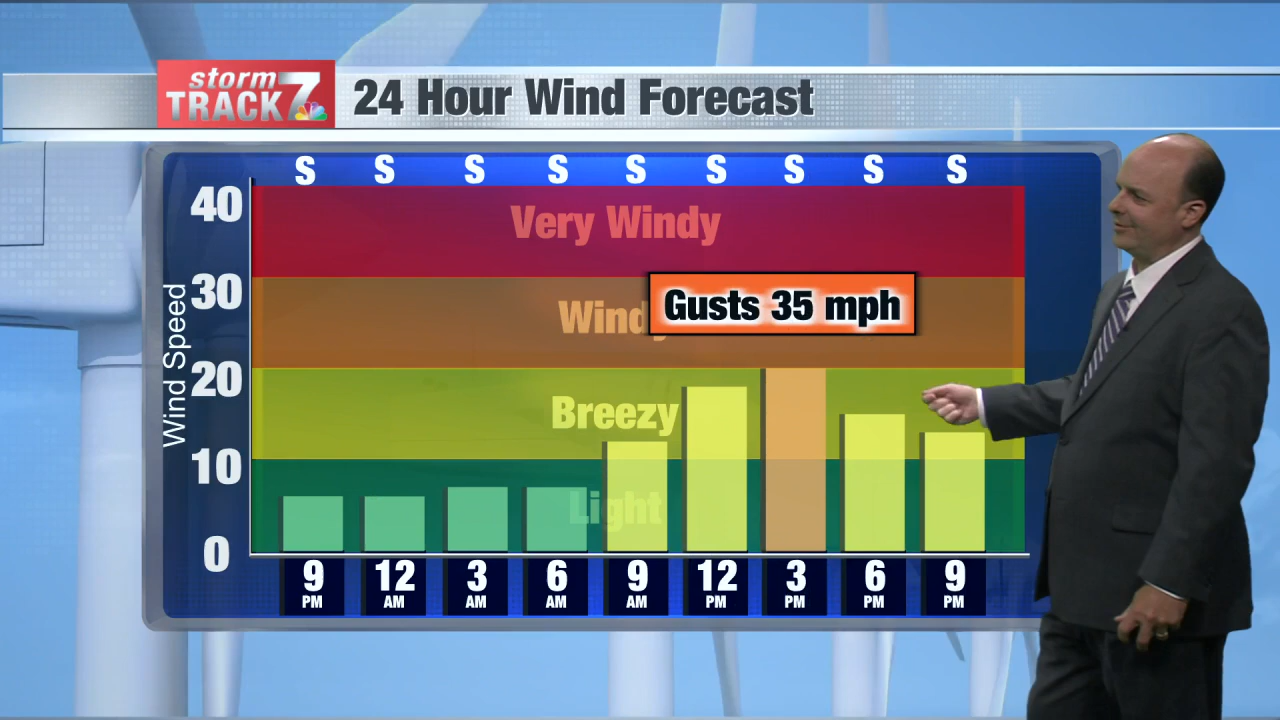 storm
TRACK 7
24 Hour Wind Forecast
S S S S S S S S S
40
Very Windy
30
Windy
Gusts 35 mph
Wind Speed
20
Breezy
10
Light
0
9 12 3 6 9 12 3 6 9
PM AM AM AM AM PM PM PM PM